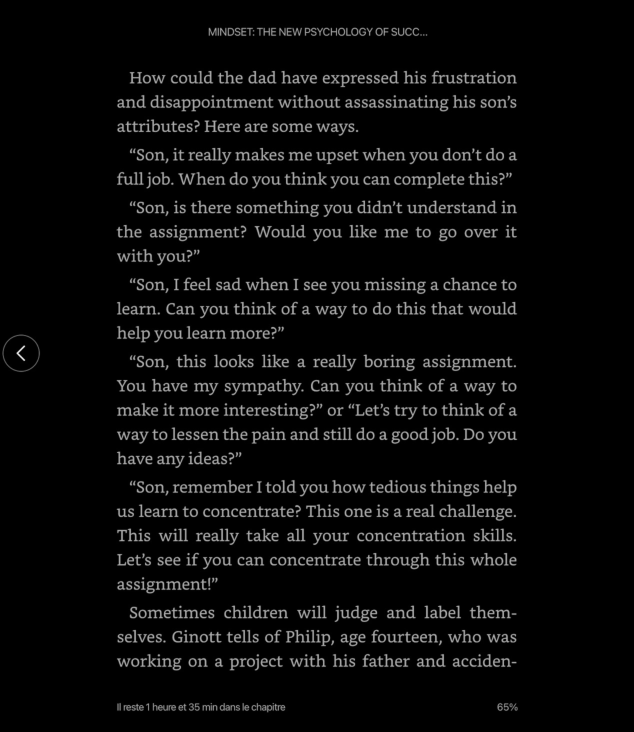 MINDSET: THE NEW PSYCHOLOGY OF SUCC...
How could the dad have expressed his frustration
and disappointment without assassinating his son’s
attributes? Here are some ways.
“Son, it really makes me upset when you don’t do a
full job. When do you think you can complete this?”
“Son, is there something you didn’t understand in
the assignment? Would you like me to go over it
with you?”
“Son, I feel sad when I see you missing a chance to
learn. Can you think of a way to do this that would
help you learn more?”
“Son, this looks like a really boring assignment.
You have my sympathy. Can you think of a way to
make it more interesting?” or “Let’s try to think of a
way to lessen the pain and still do a good job. Do you
have any ideas?”
“Son, remember I told you how tedious things help
us learn to concentrate? This one is a real challenge.
This will really take all your concentration skills.
Let’s see if you can concentrate through this whole
assignment!”
Sometimes children will judge and label them-
selves. Ginott tells of Philip, age fourteen, who was
working on a project with his father and acciden-
Il reste 1 heure et 35 min dans le chapitre
65%